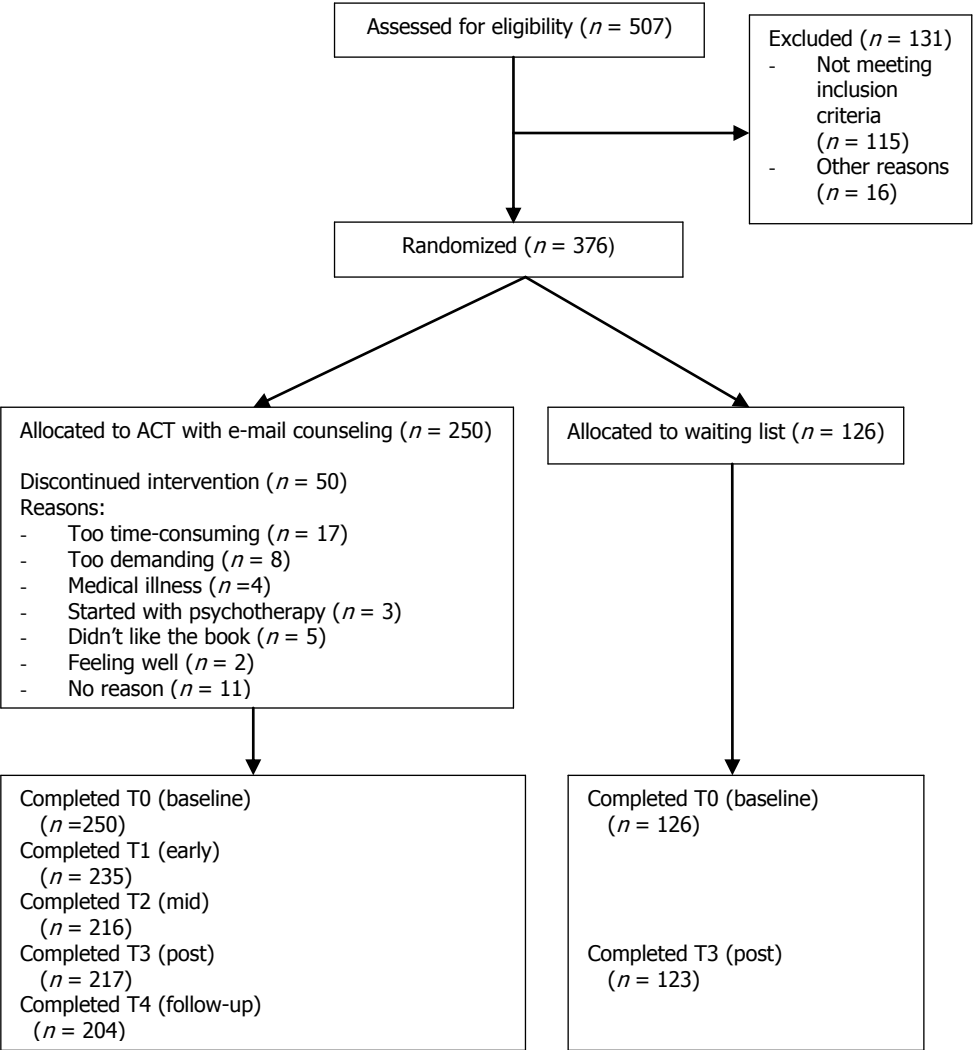 Assessed for eligibility (n = 507)
Excluded (n = 131)
- Not meeting
inclusion
criteria
(n = 115)
- Other reasons
(n = 16)
Randomized (n = 376)
Allocated to ACT with e-mail counseling (n = 250)
Discontinued intervention (n = 50)
Reasons:
- Too time-consuming (n = 17)
- Too demanding (n = 8)
- Medical illness (n =4)
- Started with psychotherapy (n = 3)
- Didn't like the book (n = 5)
- Feeling well (n = 2)
- No reason (n = 11)
Allocated to waiting list (n = 126)
Completed T0 (baseline)
(n =250)
Completed T1 (early)
(n = 235)
Completed T2 (mid)
(n = 216)
Completed T3 (post)
(n = 217)
Completed T4 (follow-up)
(n = 204)
Completed T0 (baseline)
(n = 126)
Completed T3 (post)
(n = 123)